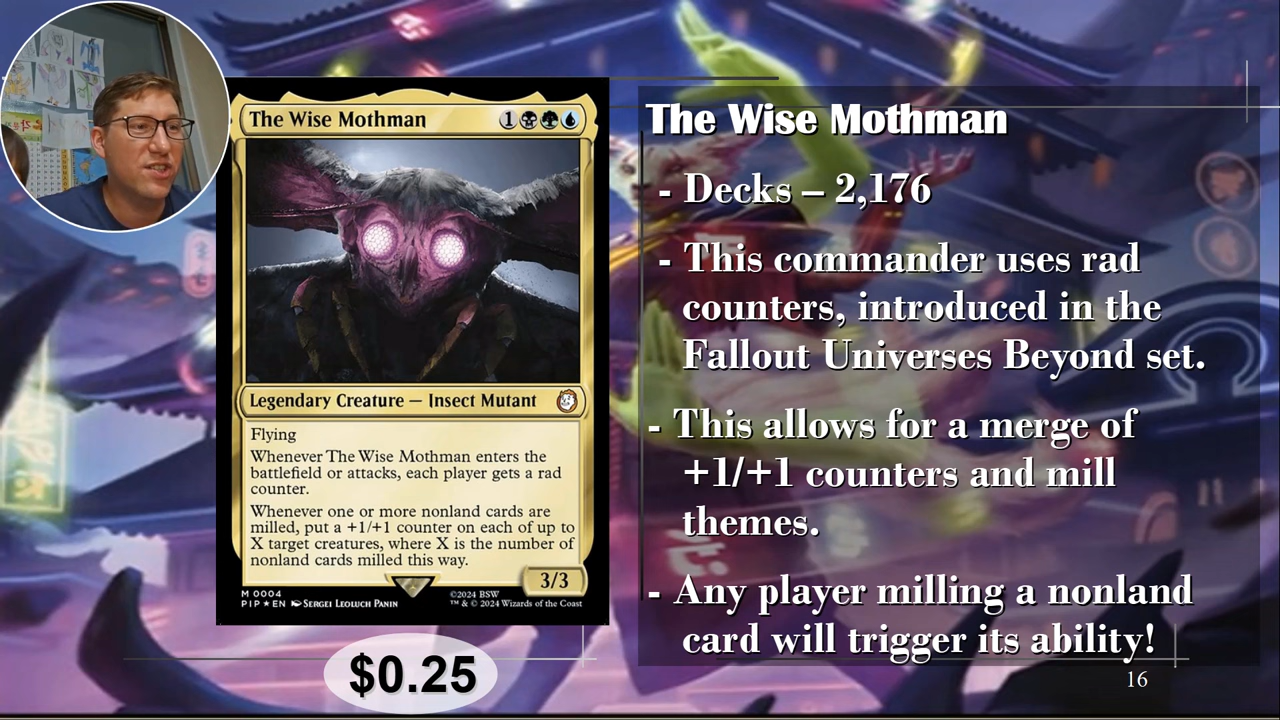 The Wise Mothman 1
Flying
Whenever The Wise Mothman enters the
battlefield or attacks, each player gets a rad
counter.
Whenever one or more nonland cards are
milled, put a +1/+1 counter on each of up to
X target creatures, where X is the number of
nonland cards milled this way.
Legendary Creature — Insect Mutant
3/3
M 0004
PIP ★ EN SERGEI LEOLUCH PANIN
©2024 BSW
™ & © 2024 Wizards of the Coast
$0.25
The Wise Mothman
- Decks – 2,176
- This commander uses rad
counters, introduced in the
Fallout Universes Beyond set.
- This allows for a merge of
+1/+1 counters and mill
themes.
- Any player milling a nonland
card will trigger its ability!
16